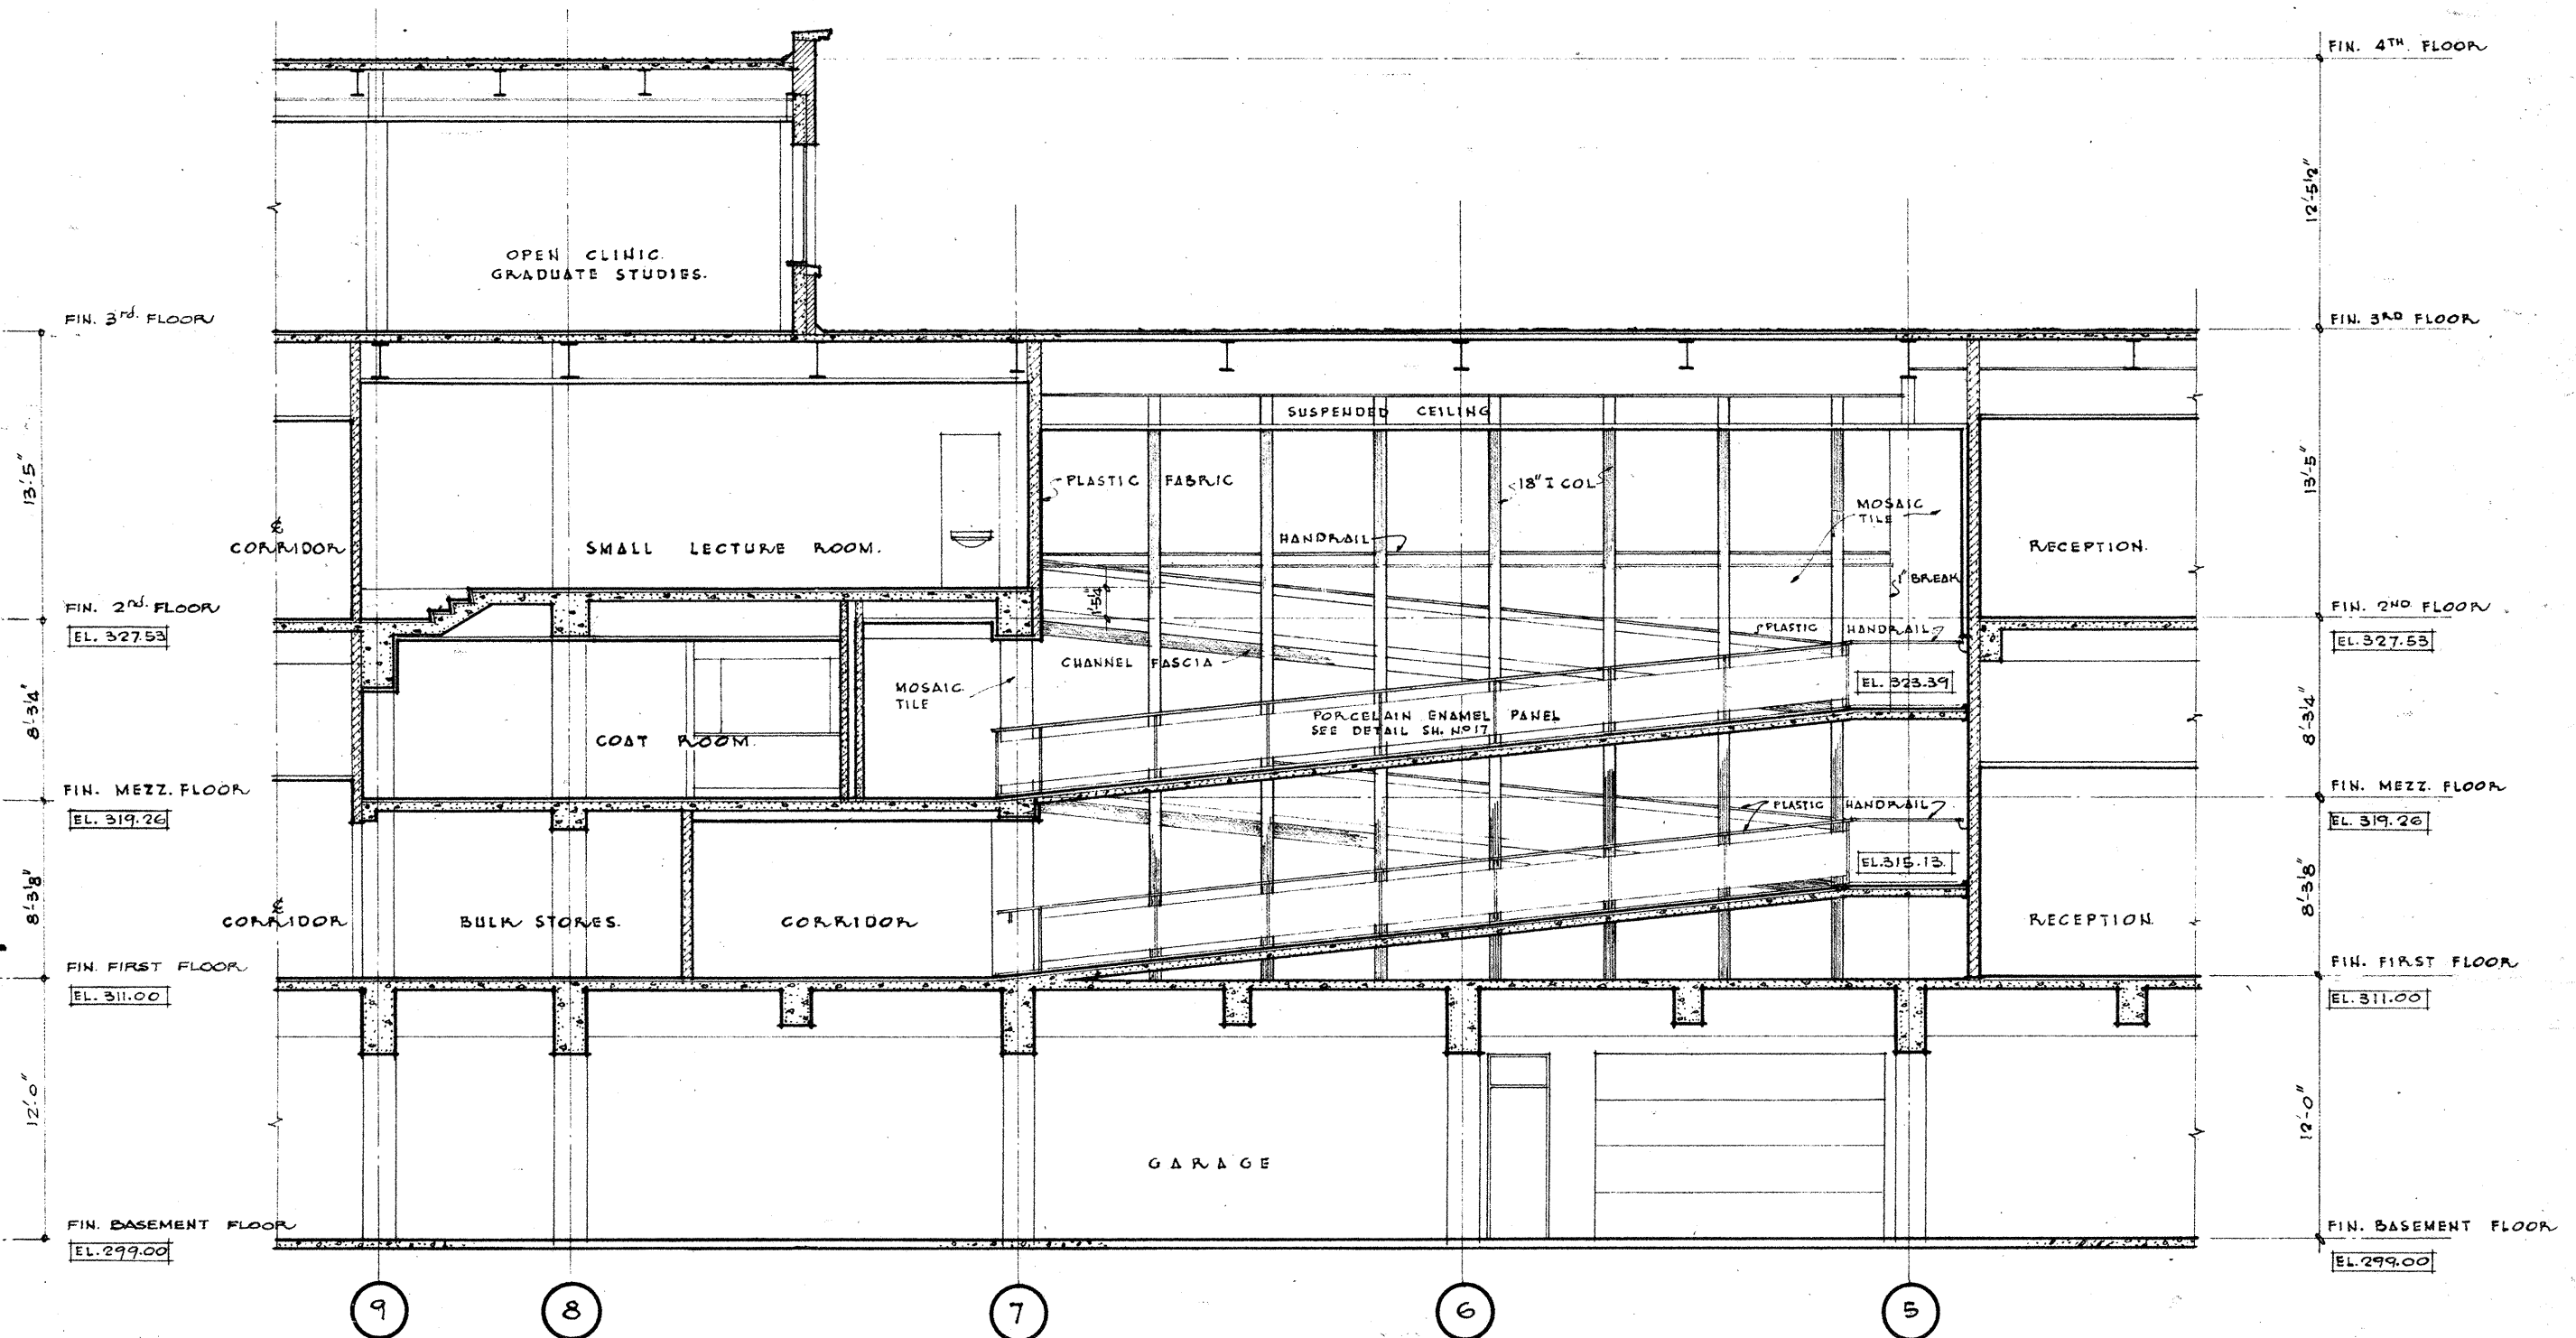 FIN. 4TH FLOOR
12'-5½"
OPEN CLINIC.
GRADUATE STUDIES.
FIN. 3rd. FLOOR
FIN. 3RD FLOOR
SUSPENDED CEILING
13'-5"
PLASTIC FABRIC
18" I COL
MOSAIC
TILE
13'-5"
HANDRAIL
℄
CORRIDOR
SMALL LECTURE ROOM.
RECEPTION.
1" BREAK
FIN. 2nd. FLOOR
EL. 327.53
1'-5¼"
PLASTIC HANDRAIL
FIN. 2ND FLOOR
EL. 327.53
CHANNEL FASCIA
MOSAIC
TILE
EL. 323.39
8'-3¼"
COAT ROOM.
PORCELAIN ENAMEL PANEL
SEE DETAIL SH. Nº 17
8'-3¼"
FIN. MEZZ. FLOOR
EL. 319.26
PLASTIC HANDRAIL
FIN. MEZZ. FLOOR
EL. 319.26
EL. 315.13
8'-3⅛"
℄
CORRIDOR
BULK STORES.
CORRIDOR
RECEPTION.
8'-3⅛"
FIN. FIRST FLOOR
EL. 311.00
FIN. FIRST FLOOR
EL. 311.00
12'-0"
GARAGE
12'-0"
FIN. BASEMENT FLOOR
EL. 299.00
FIN. BASEMENT FLOOR
EL. 299.00
9
8
7
6
5